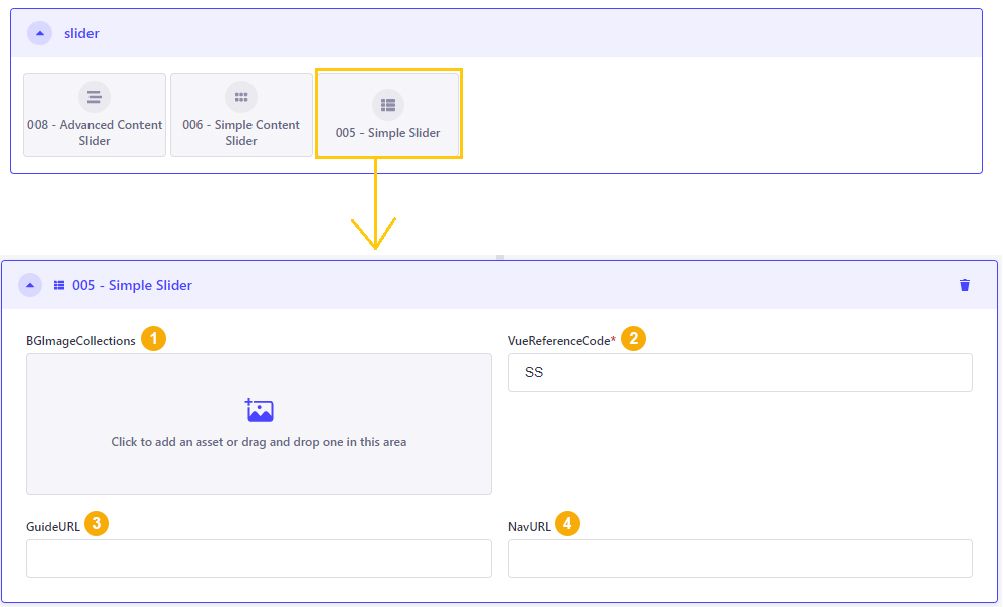 slider
008 - Advanced Content
Slider
006 - Simple Content
Slider
005 - Simple Slider
005 - Simple Slider
BGImageCollections 1
VueReferenceCode* 2
SS
Click to add an asset or drag and drop one in this area
GuideURL 3
NavURL 4